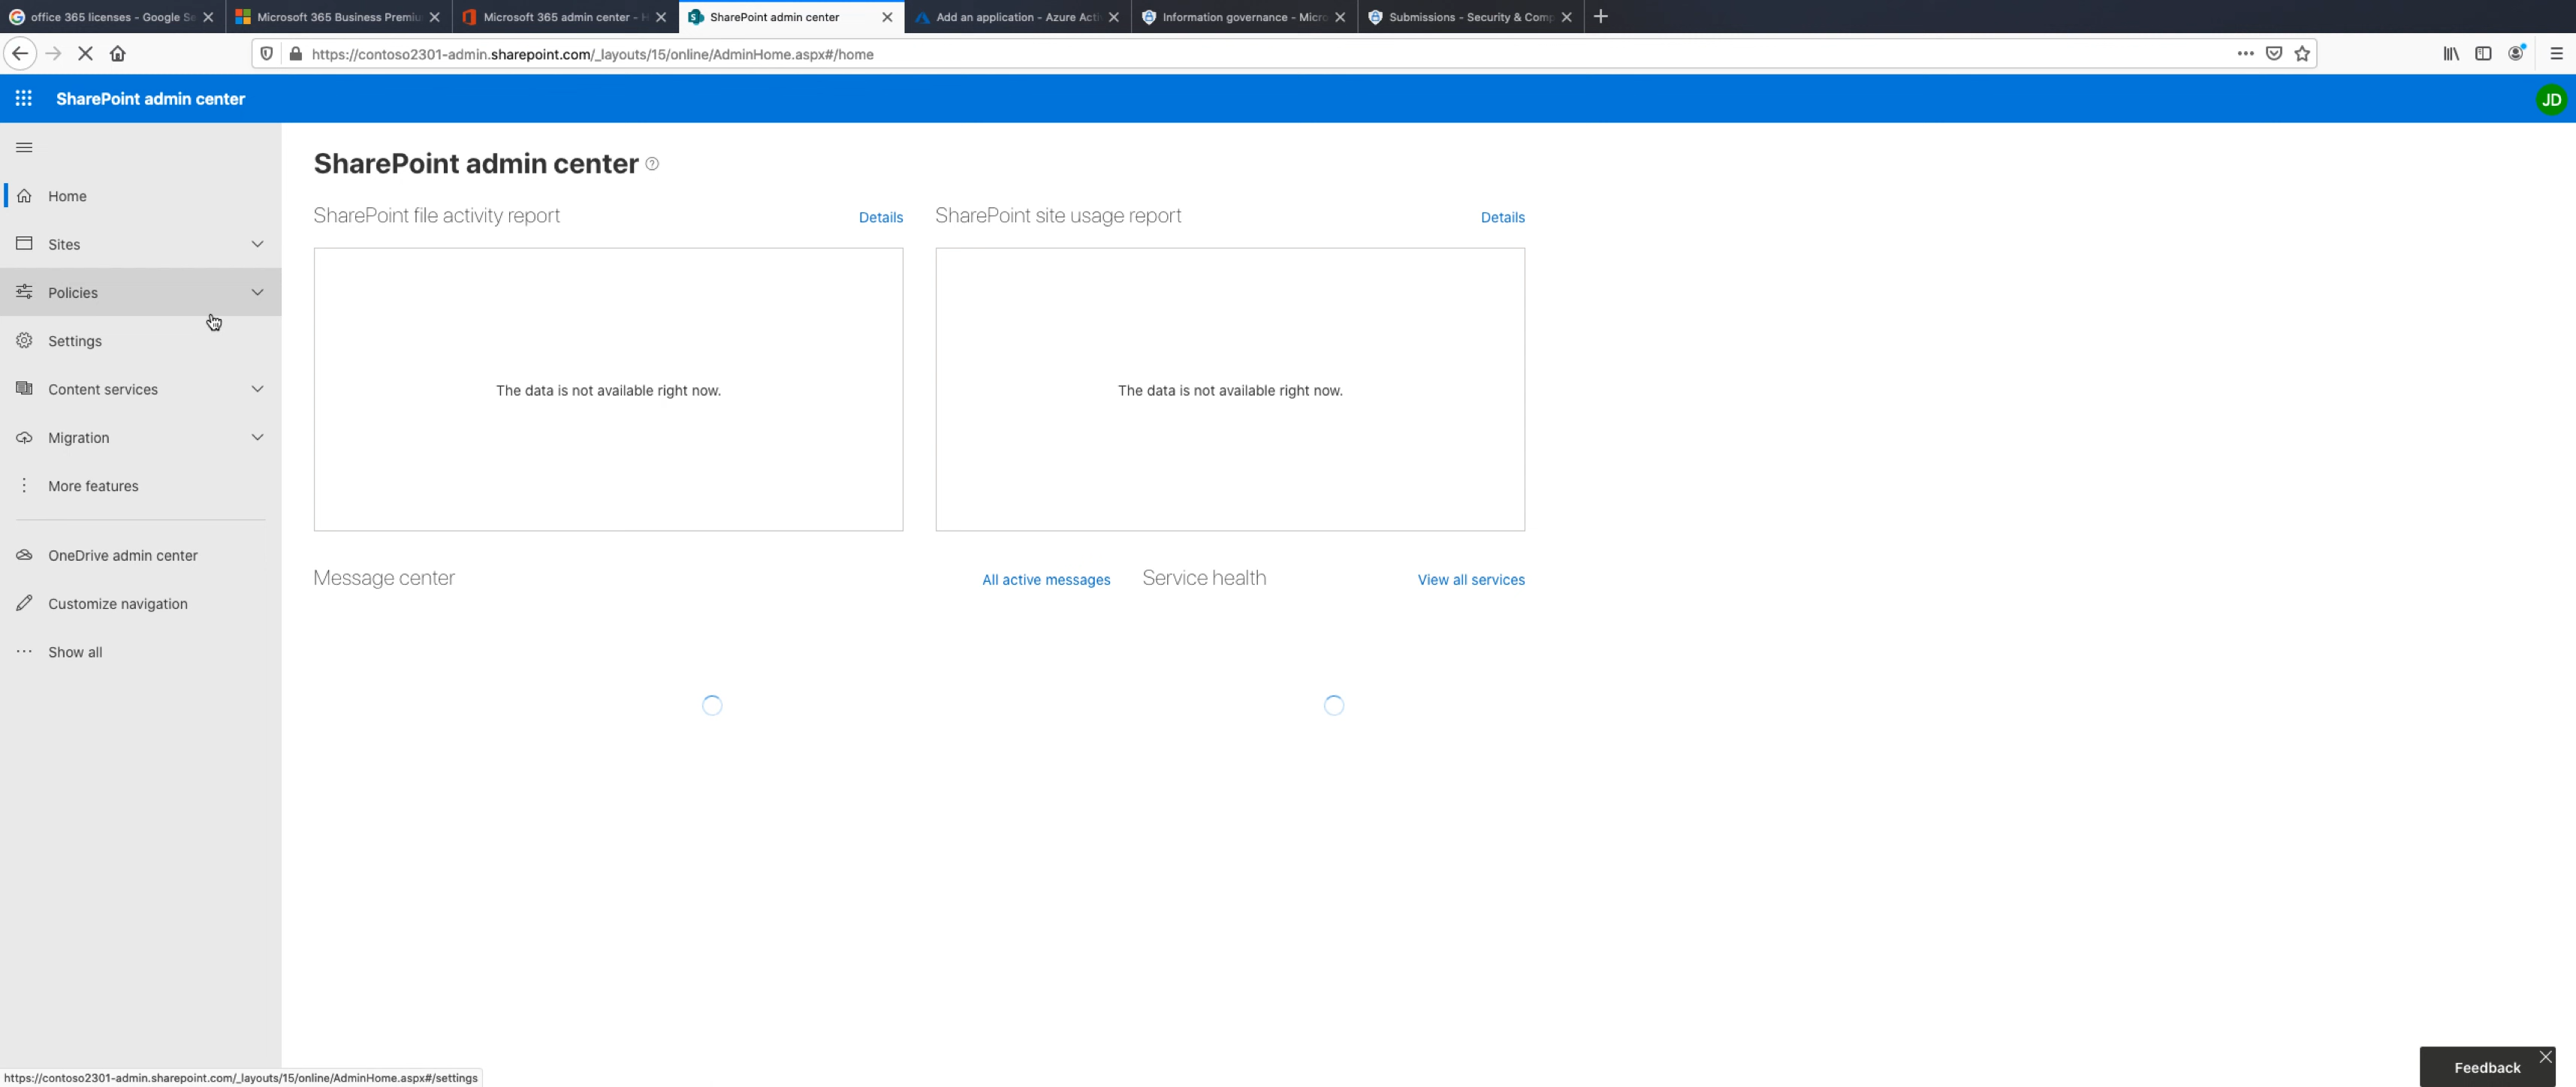 office 365 licenses - Google Se
Microsoft 365 Business Premiu
Microsoft 365 admin center - H
SharePoint admin center
Add an application - Azure Acti
Information governance - Micro
Submissions - Security & Comp
https://contoso2301-admin.sharepoint.com/_layouts/15/online/AdminHome.aspx#/home
SharePoint admin center
JD
Home
Sites
Policies
Settings
Content services
Migration
More features
OneDrive admin center
Customize navigation
Show all
SharePoint admin center
SharePoint file activity report
Details
The data is not available right now.
SharePoint site usage report
Details
The data is not available right now.
Message center
All active messages
Service health
View all services
Feedback
https://contoso2301-admin.sharepoint.com/_layouts/15/online/AdminHome.aspx#/settings